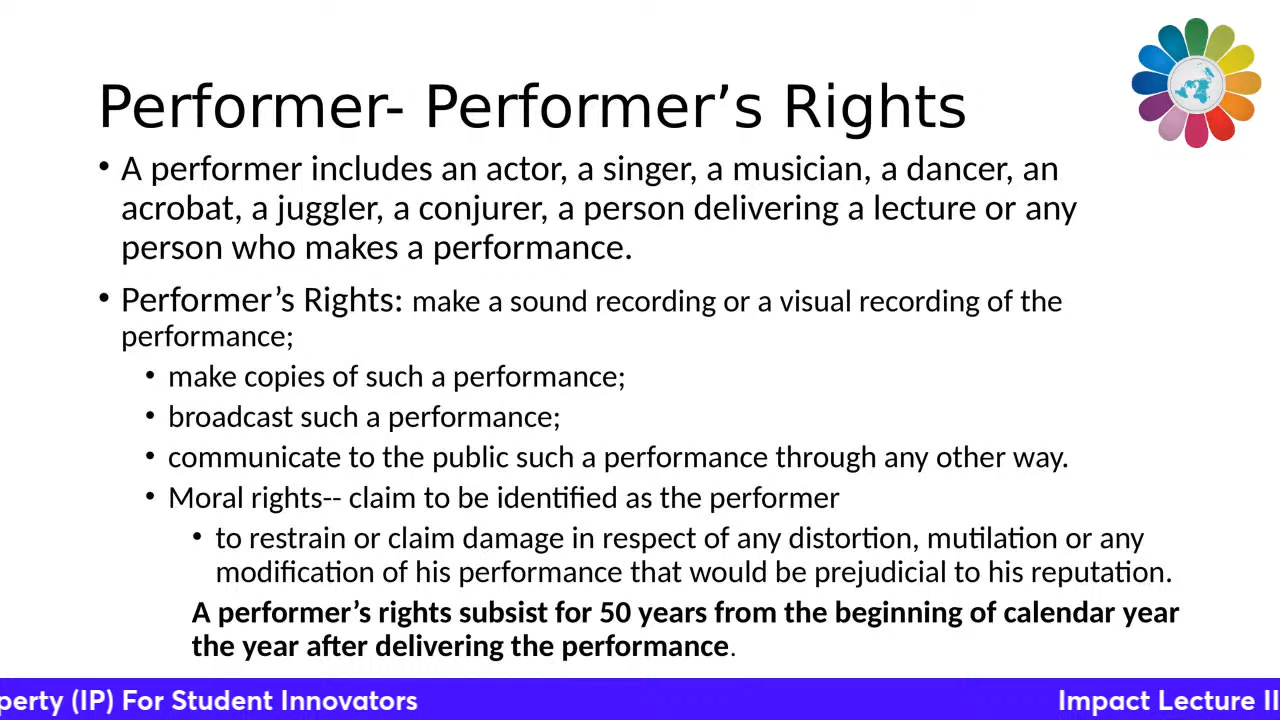 Performer- Performer’s Rights
• A performer includes an actor, a singer, a musician, a dancer, an
acrobat, a juggler, a conjurer, a person delivering a lecture or any
person who makes a performance.
• Performer’s Rights: make a sound recording or a visual recording of the
performance;
• make copies of such a performance;
• broadcast such a performance;
• communicate to the public such a performance through any other way.
• Moral rights-- claim to be identified as the performer
• to restrain or claim damage in respect of any distortion, mutilation or any
modification of his performance that would be prejudicial to his reputation.
A performer’s rights subsist for 50 years from the beginning of calendar year
the year after delivering the performance.
perty (IP) For Student Innovators
Impact Lecture II